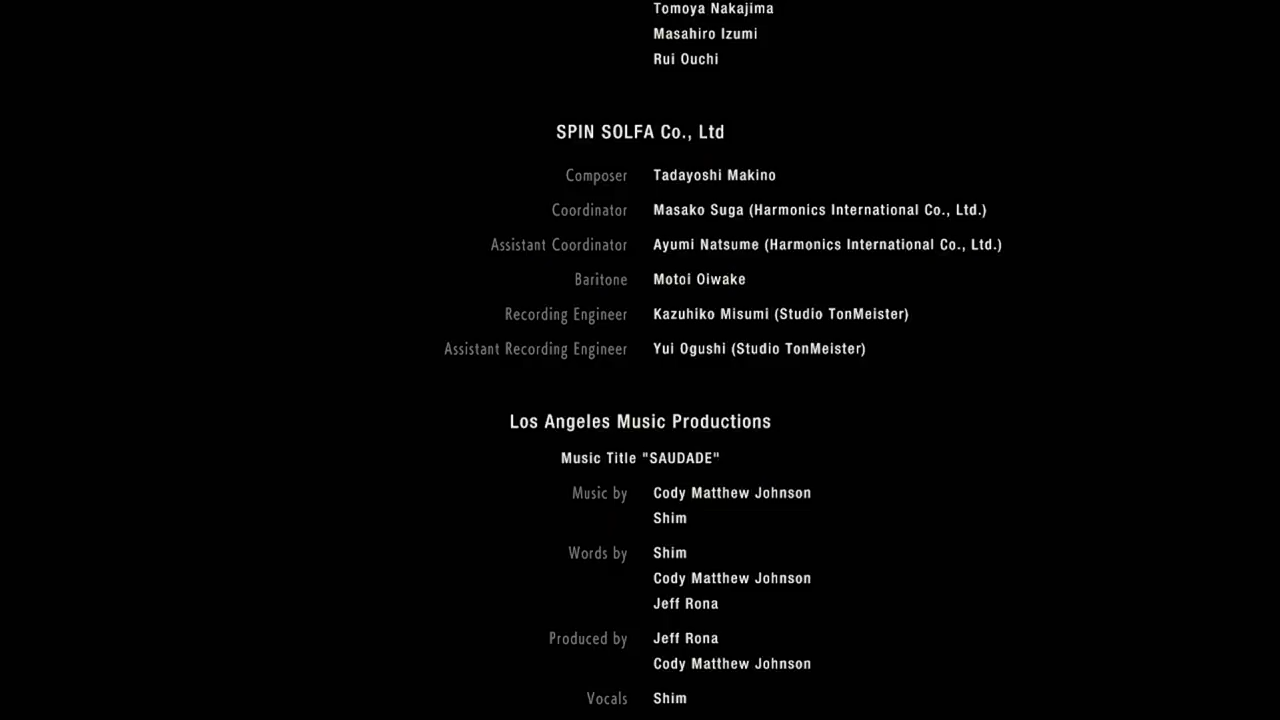 Tomoya Nakajima
Masahiro Izumi
Rui Ouchi
SPIN SOLFA Co., Ltd
Composer Tadayoshi Makino
Coordinator Masako Suga (Harmonics International Co., Ltd.)
Assistant Coordinator Ayumi Natsume (Harmonics International Co., Ltd.)
Baritone Motoi Oiwake
Recording Engineer Kazuhiko Misumi (Studio TonMeister)
Assistant Recording Engineer Yui Ogushi (Studio TonMeister)
Los Angeles Music Productions
Music Title "SAUDADE"
Music by Cody Matthew Johnson
Shim
Words by Shim
Cody Matthew Johnson
Jeff Rona
Produced by Jeff Rona
Cody Matthew Johnson
Vocals Shim